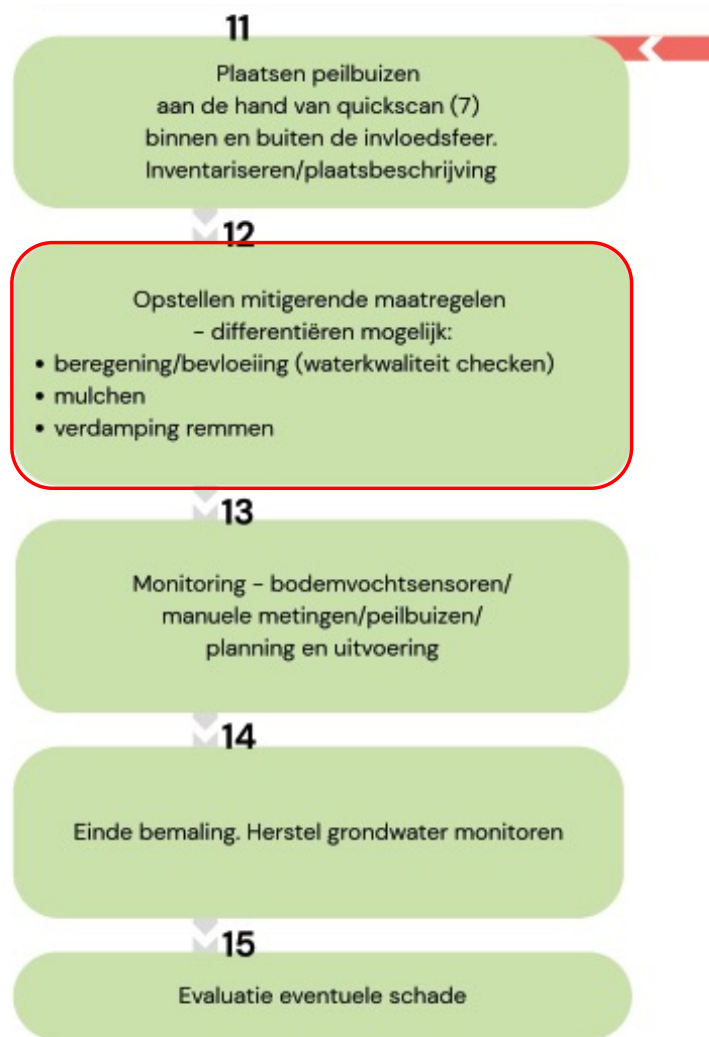 11
Plaatsen peilbuizen
aan de hand van quickscan (7)
binnen en buiten de invloedsfeer.
Inventariseren/plaatsbeschrijving
12
Opstellen mitigerende maatregelen
- differentiëren mogelijk:
• beregening/bevloeiing (waterkwaliteit checken)
• mulchen
• verdamping remmen
13
Monitoring - bodemvochtsensoren/
manuele metingen/peilbuizen/
planning en uitvoering
14
Einde bemaling. Herstel grondwater monitoren
15
Evaluatie eventuele schade